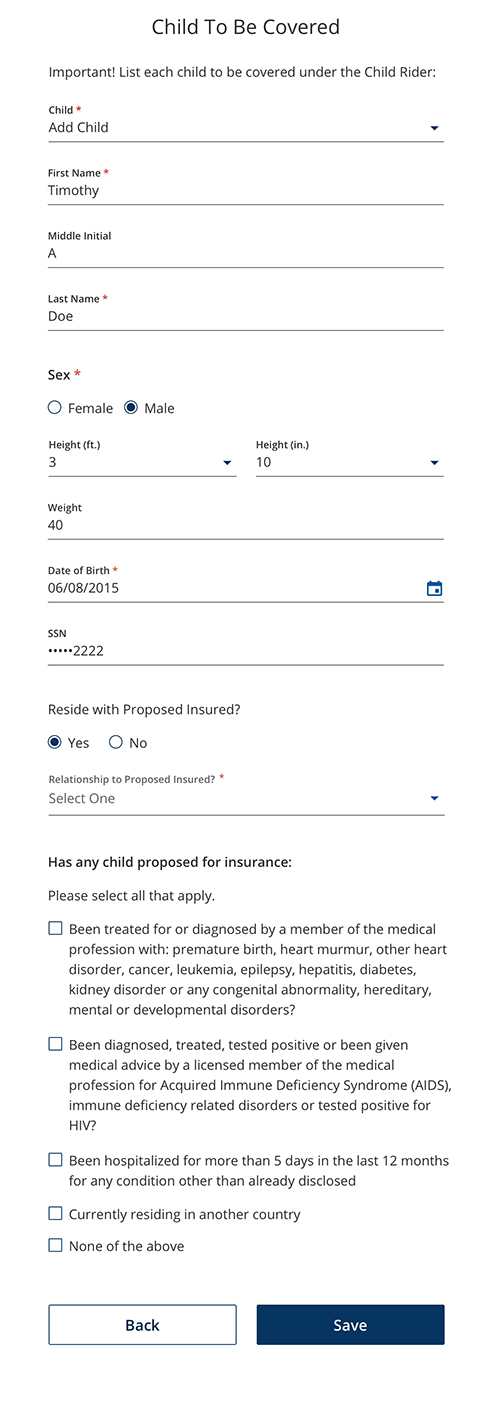 Child To Be Covered
Important! List each child to be covered under the Child Rider:
Child *
Add Child
First Name *
Timothy
Middle Initial
A
Last Name *
Doe
Sex *
Female Male
Height (ft.) Height (in.)
3 10
Weight
40
Date of Birth *
06/08/2015
SSN
•••••2222
Reside with Proposed Insured?
Yes No
Relationship to Proposed Insured? *
Select One
Has any child proposed for insurance:
Please select all that apply.
Been treated for or diagnosed by a member of the medical
profession with: premature birth, heart murmur, other heart
disorder, cancer, leukemia, epilepsy, hepatitis, diabetes,
kidney disorder or any congenital abnormality, hereditary,
mental or developmental disorders?
Been diagnosed, treated, tested positive or been given
medical advice by a licensed member of the medical
profession for Acquired Immune Deficiency Syndrome (AIDS),
immune deficiency related disorders or tested positive for
HIV?
Been hospitalized for more than 5 days in the last 12 months
for any condition other than already disclosed
Currently residing in another country
None of the above
Back Save